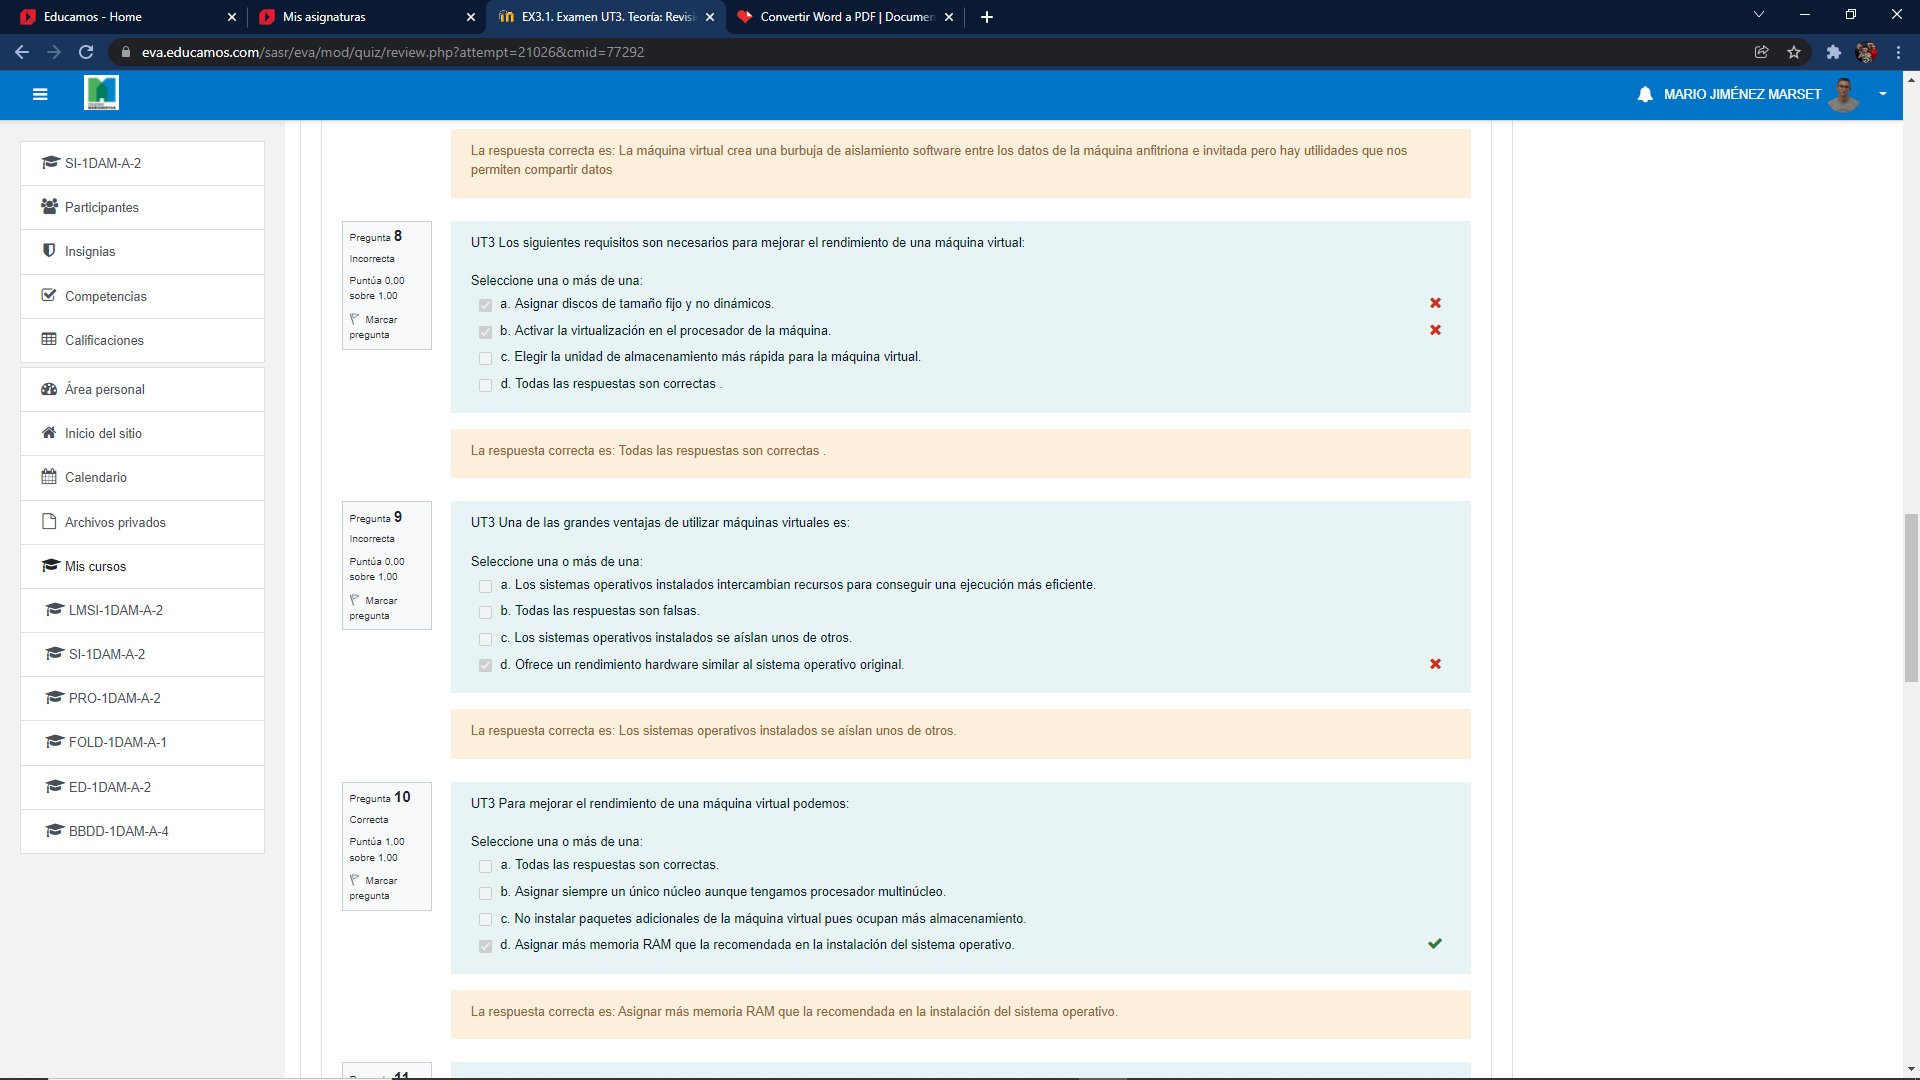 Educamos - Home
Mis asignaturas
EX3.1. Examen UT3. Teoría: Revisi
Convertir Word a PDF | Documen
eva.educamos.com/sasr/eva/mod/quiz/review.php?attempt=21026&cmid=77292
MARIO JIMÉNEZ MARSET
SI-1DAM-A-2
Participantes
Insignias
Competencias
Calificaciones
Área personal
Inicio del sitio
Calendario
Archivos privados
Mis cursos
LMSI-1DAM-A-2
SI-1DAM-A-2
PRO-1DAM-A-2
FOLD-1DAM-A-1
ED-1DAM-A-2
BBDD-1DAM-A-4
La respuesta correcta es: La máquina virtual crea una burbuja de aislamiento software entre los datos de la máquina anfitriona e invitada pero hay utilidades que nos
permiten compartir datos
Pregunta 8
Incorrecta
Puntúa 0,00
sobre 1,00
Marcar
pregunta
UT3 Los siguientes requisitos son necesarios para mejorar el rendimiento de una máquina virtual:
Seleccione una o más de una:
a. Asignar discos de tamaño fijo y no dinámicos.
b. Activar la virtualización en el procesador de la máquina.
c. Elegir la unidad de almacenamiento más rápida para la máquina virtual.
d. Todas las respuestas son correctas .
La respuesta correcta es: Todas las respuestas son correctas .
Pregunta 9
Incorrecta
Puntúa 0,00
sobre 1,00
Marcar
pregunta
UT3 Una de las grandes ventajas de utilizar máquinas virtuales es:
Seleccione una o más de una:
a. Los sistemas operativos instalados intercambian recursos para conseguir una ejecución más eficiente.
b. Todas las respuestas son falsas.
c. Los sistemas operativos instalados se aíslan unos de otros.
d. Ofrece un rendimiento hardware similar al sistema operativo original.
La respuesta correcta es: Los sistemas operativos instalados se aíslan unos de otros.
Pregunta 10
Correcta
Puntúa 1,00
sobre 1,00
Marcar
pregunta
UT3 Para mejorar el rendimiento de una máquina virtual podemos:
Seleccione una o más de una:
a. Todas las respuestas son correctas.
b. Asignar siempre un único núcleo aunque tengamos procesador multinúcleo.
c. No instalar paquetes adicionales de la máquina virtual pues ocupan más almacenamiento.
d. Asignar más memoria RAM que la recomendada en la instalación del sistema operativo.
La respuesta correcta es: Asignar más memoria RAM que la recomendada en la instalación del sistema operativo.
11